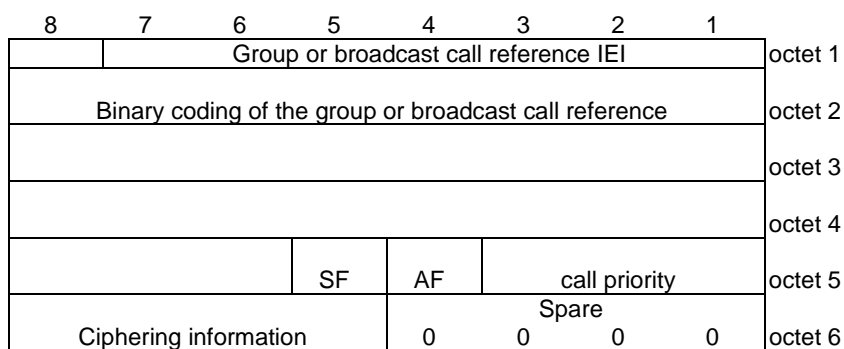 8 7 6 5 4 3 2 1
Group or broadcast call reference IEI octet 1
Binary coding of the group or broadcast call reference octet 2
octet 3
octet 4
SF AF call priority octet 5
Spare
Ciphering information 0 0 0 0 octet 6